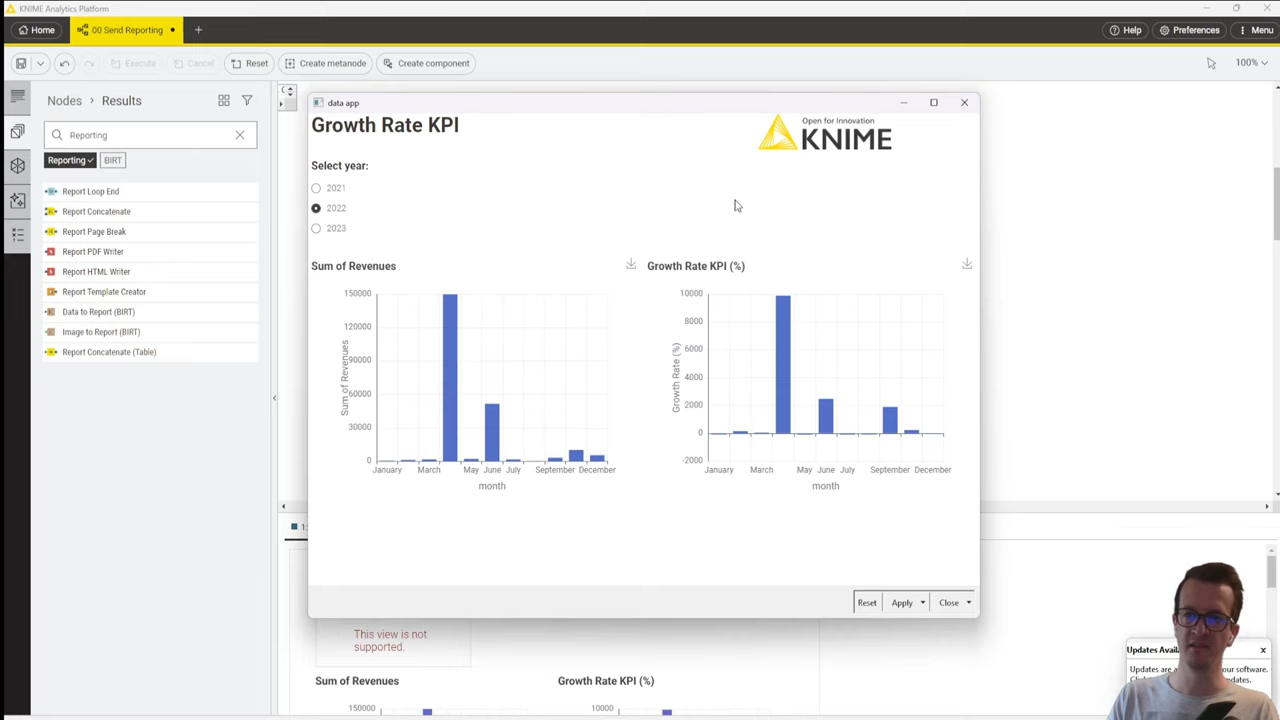 KNIME Analytics Platform
Home
00 Send Reporting
Help
Preferences
Menu
Execute
Cancel
Reset
Create metanode
Create component
100%
Nodes
Results
Reporting
Reporting
BIRT
Report Loop End
Report Concatenate
Report Page Break
Report PDF Writer
Report HTML Writer
Report Template Creator
Data to Report (BIRT)
Image to Report (BIRT)
Report Concatenate (Table)
data app
Growth Rate KPI
Open for Innovation
KNIME
Select year:
2021
2022
2023
Sum of Revenues
150000
120000
90000
60000
30000
0
Sum of Revenues
January
March
May
June
July
September
December
month
Growth Rate KPI (%)
10000
8000
6000
4000
2000
0
-2000
Growth Rate (%)
January
March
May
June
July
September
December
month
Reset
Apply
Close
1:
This view is not
supported.
Sum of Revenues
150000
Growth Rate KPI (%)
10000
Updates
Updates are
your software.